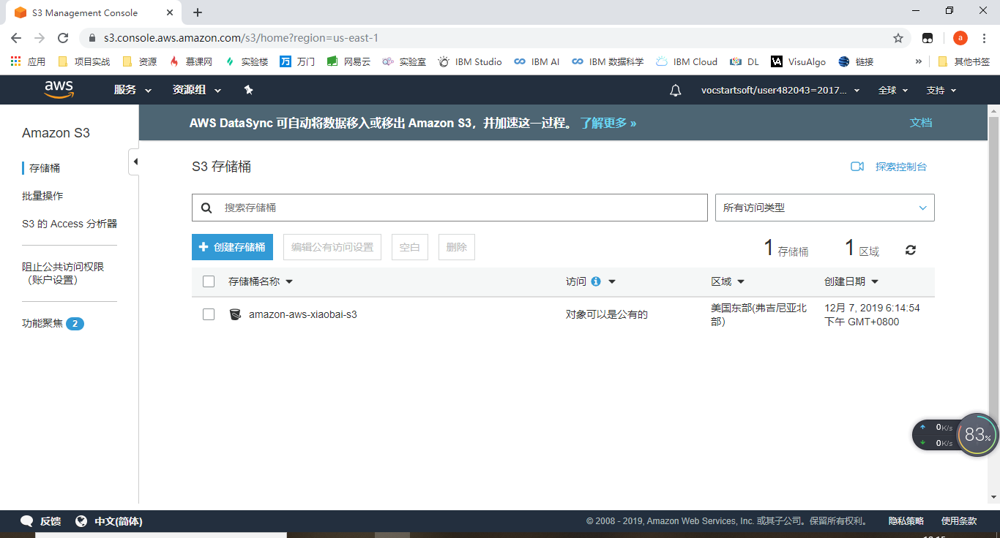 S3 Management Console
s3.console.aws.amazon.com/s3/home?region=us-east-1
a
应用 项目实战 资源 慕课网 实验楼 万 万门 网易云 实验室 IBM Studio IBM AI IBM 数据科学 IBM Cloud DL VA VisuAlgo 链接 » 其他书签
aws 服务 资源组 vocstartsoft/user482043=2017... 全球 支持
AWS DataSync 可自动将数据移入或移出 Amazon S3，并加速这一过程。 了解更多 » 文档
Amazon S3
存储桶
批量操作
S3 的 Access 分析器
阻止公共访问权限
（账户设置）
功能聚焦 2
S3 存储桶 探索控制台
搜索存储桶 所有访问类型
创建存储桶 编辑公有访问设置 空白 删除 1 存储桶 1 区域
存储桶名称 访问 区域 创建日期
amazon-aws-xiaobai-s3 对象可以是公有的 美国东部(弗吉尼亚北 12月 7, 2019 6:14:54
部） 下午 GMT+0800
0K/s
0K/s
83%
反馈 中文(简体) © 2008 - 2019, Amazon Web Services, Inc. 或其子公司。保留所有权利。 隐私策略 使用条款